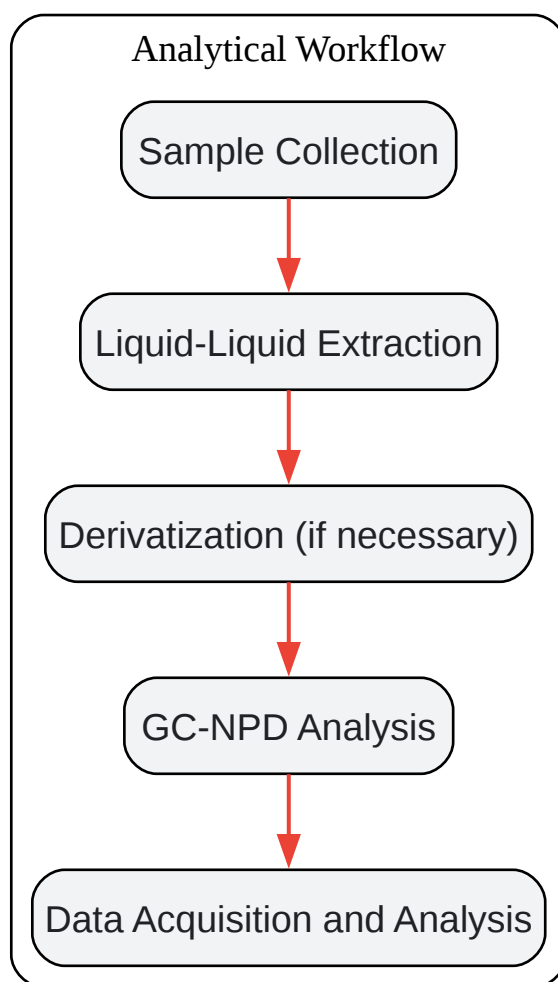 Analytical Workflow
Sample Collection
Liquid-Liquid Extraction
Derivatization (if necessary)
GC-NPD Analysis
Data Acquisition and Analysis